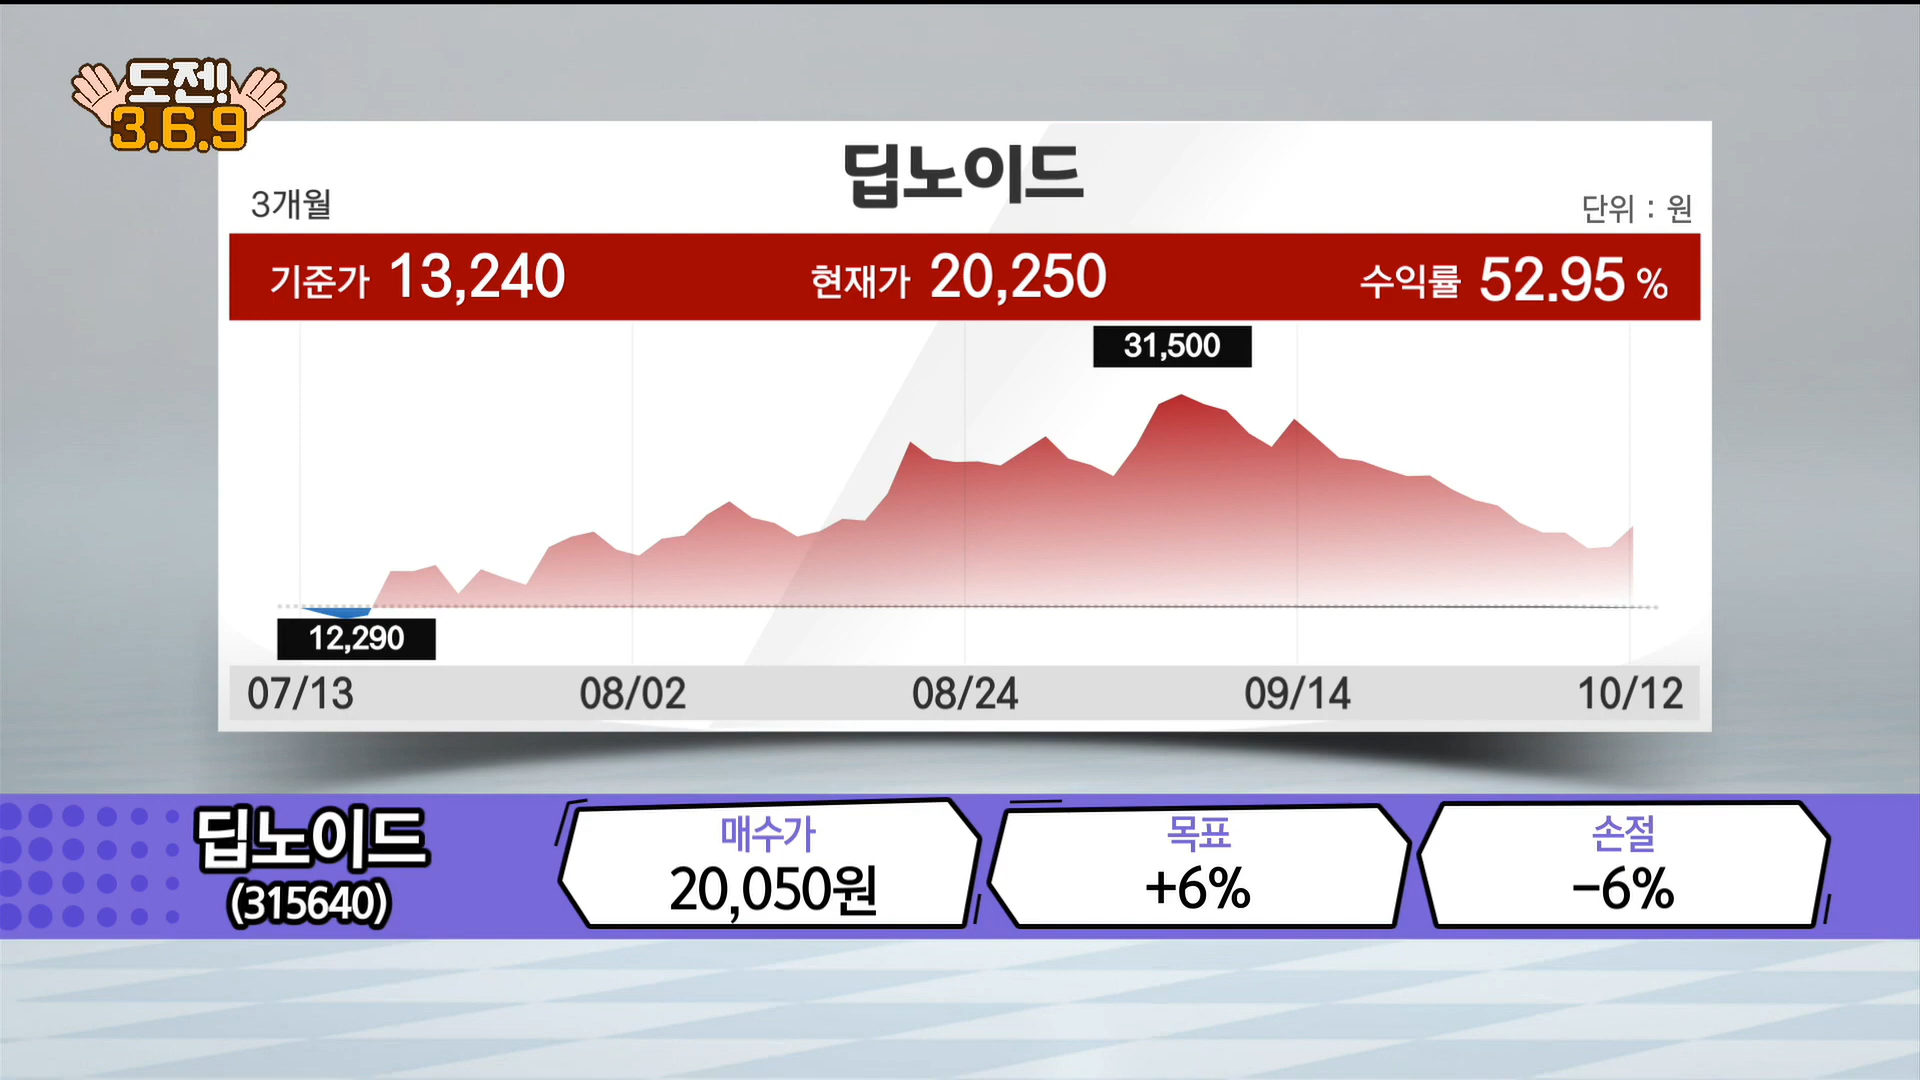 도젠!
3.6.9
딥노이드
3개월
단위 : 원
기준가 13,240 현재가 20,250 수익률 52.95 %
31,500
12,290
07/13 08/02 08/24 09/14 10/12
딥노이드
(315640)
매수가
20,050원
목표
+6%
손절
-6%